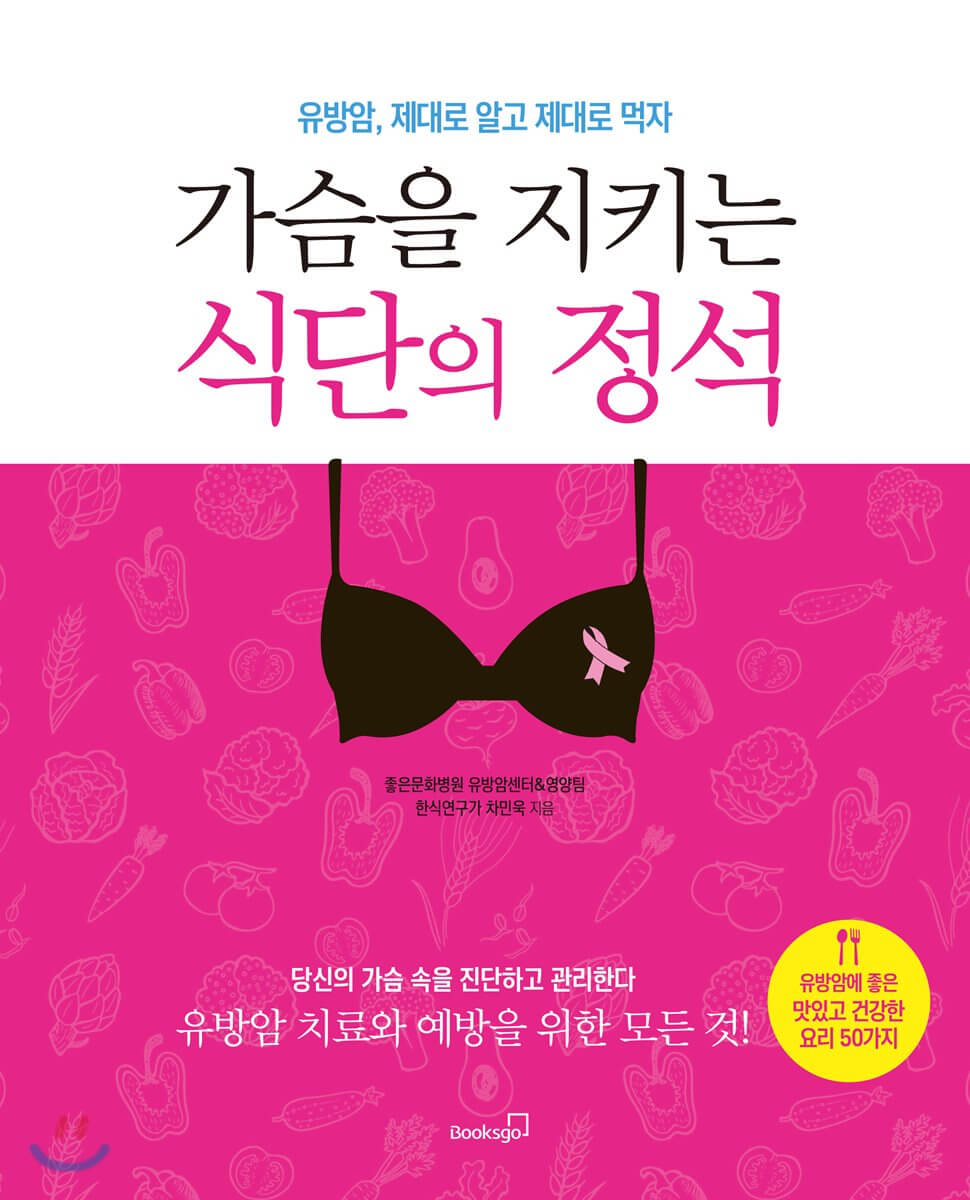 유방암, 제대로 알고 제대로 먹자
가슴을 지키는
식단의 정석
좋은문화병원 유방암센터&영양팀
한식연구가 차민욱 지음
당신의 가슴 속을 진단하고 관리한다
유방암 치료와 예방을 위한 모든 것!
유방암에 좋은
맛있고 건강한
요리 50가지
Booksgo